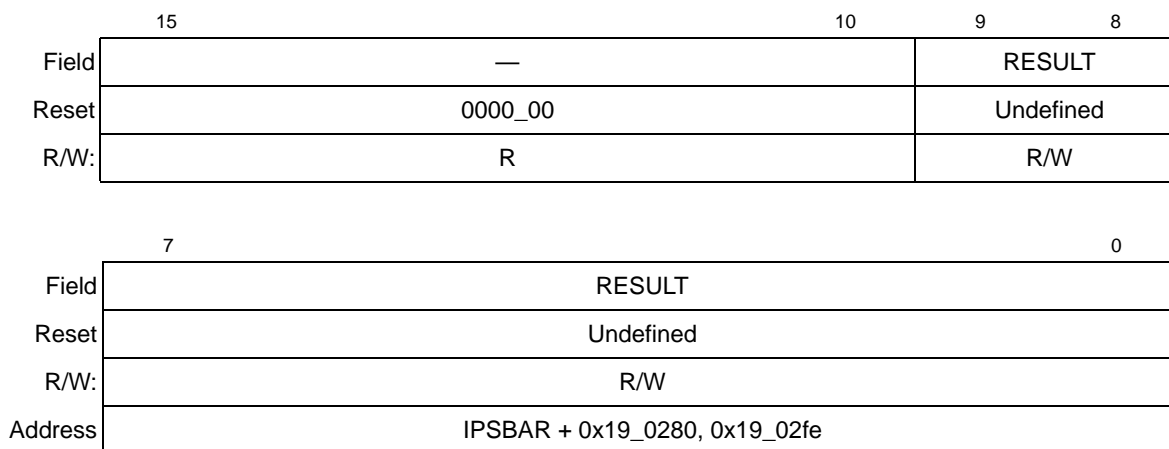 15 10 9 8
Field — RESULT
Reset 0000_00 Undefined
R/W: R R/W
7 0
Field RESULT
Reset Undefined
R/W: R/W
Address IPSBAR + 0x19_0280, 0x19_02fe